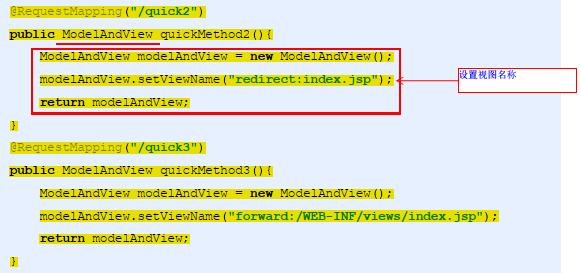 @RequestMapping("/quick2")
public ModelAndView quickMethod2(){
ModelAndView modelAndView = new ModelAndView();
modelAndView.setViewName("redirect:index.jsp");
设置视图名称
return modelAndView;
}
@RequestMapping("/quick3")
public ModelAndView quickMethod3(){
ModelAndView modelAndView = new ModelAndView();
modelAndView.setViewName("forward:/WEB-INF/views/index.jsp");
return modelAndView;
}